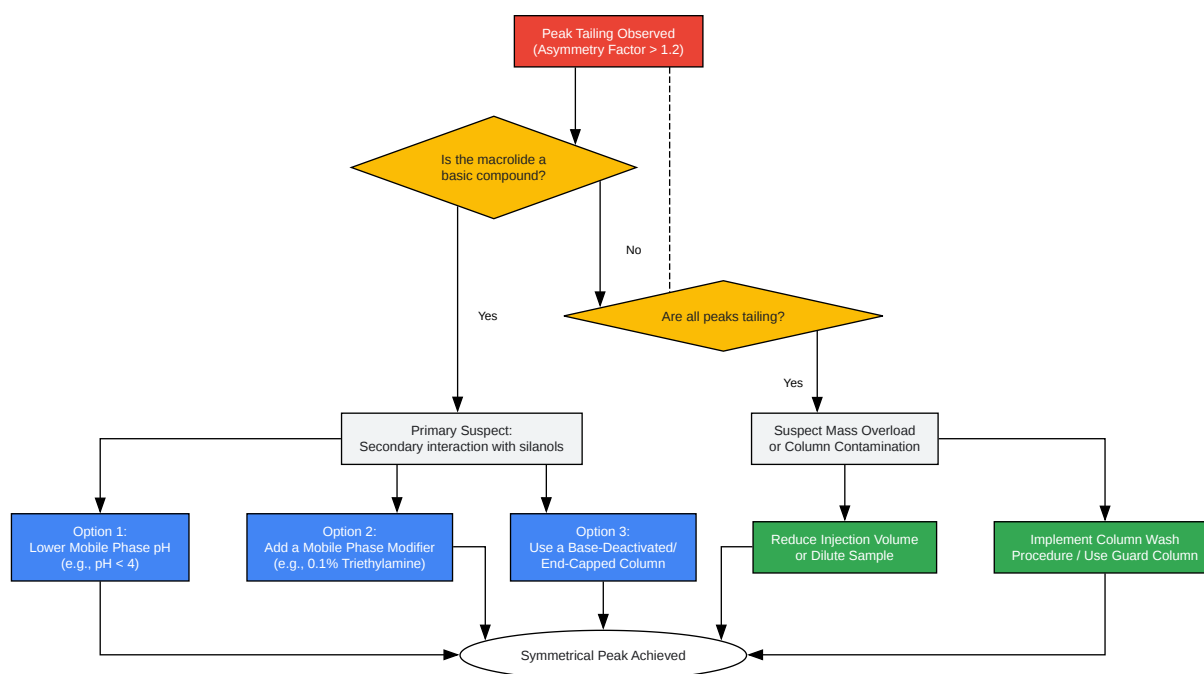 Peak Tailing Observed
(Asymmetry Factor > 1.2)
Is the macrolide a
basic compound?
No
Yes
Are all peaks tailing?
Yes
Primary Suspect:
Secondary interaction with silanols
Suspect Mass Overload
or Column Contamination
Option 1:
Lower Mobile Phase pH
(e.g., pH < 4)
Option 2:
Add a Mobile Phase Modifier
(e.g., 0.1% Triethylamine)
Option 3:
Use a Base-Deactivated/
End-Capped Column
Reduce Injection Volume
or Dilute Sample
Implement Column Wash
Procedure / Use Guard Column
Symmetrical Peak Achieved